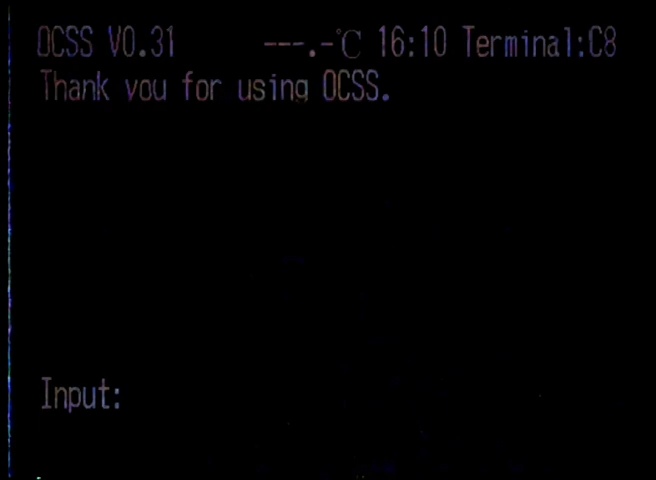 OCSS V0.31 ---.-℃ 16:10 Terminal:C8
Thank you for using OCSS.
Input: